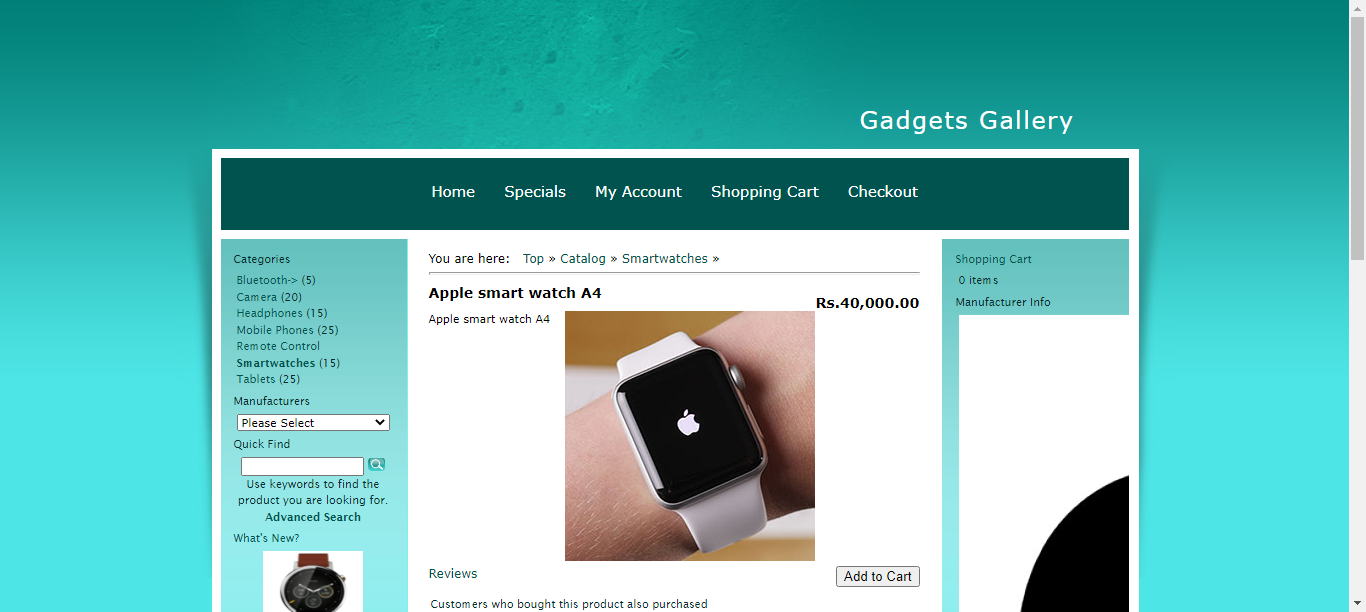 Gadgets Gallery
Home Specials My Account Shopping Cart Checkout
Categories
Bluetooth-> (5)
Camera (20)
Headphones (15)
Mobile Phones (25)
Remote Control
Smartwatches (15)
Tablets (25)
Manufacturers
Please Select
Quick Find
Use keywords to find the
product you are looking for.
Advanced Search
What's New?
You are here: Top » Catalog » Smartwatches »
Apple smart watch A4
Rs.40,000.00
Apple smart watch A4
Reviews
Add to Cart
Customers who bought this product also purchased
Shopping Cart
0 items
Manufacturer Info